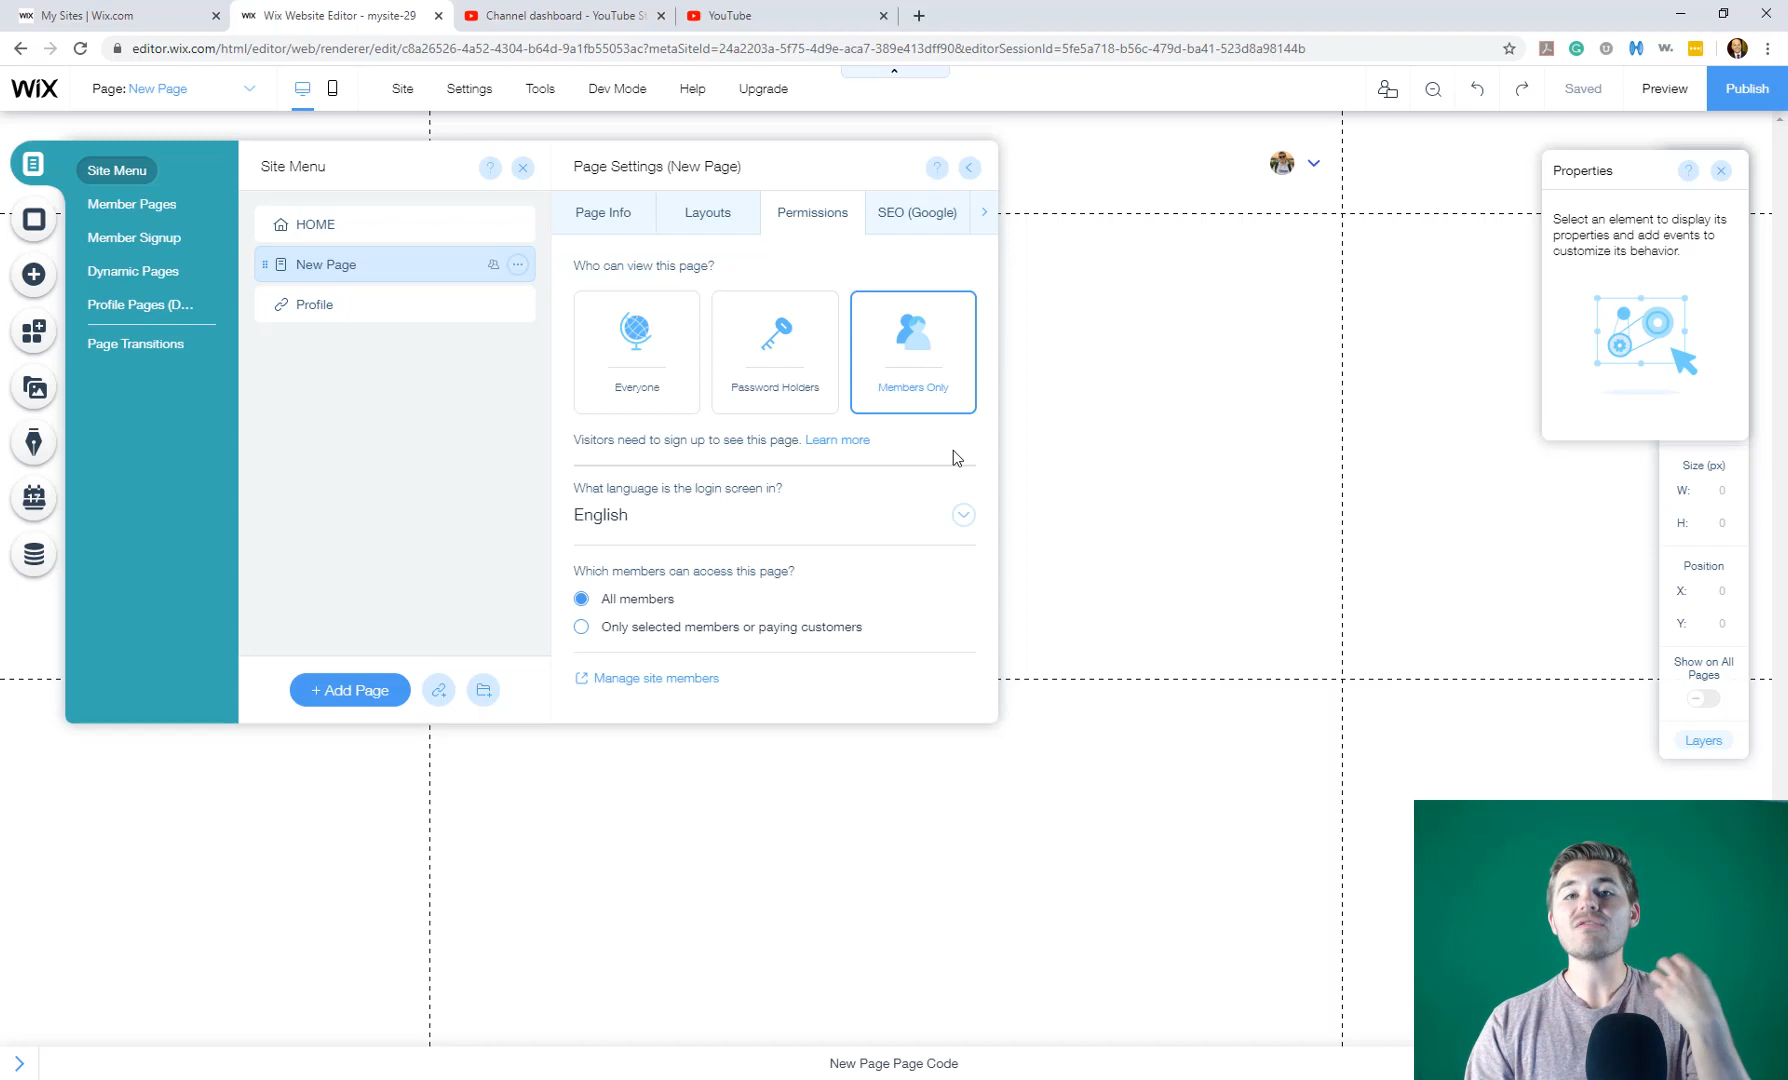 WiX My Sites | Wix.com
WiX Wix Website Editor - mysite-29
Channel dashboard - YouTube St
YouTube
editor.wix.com/html/editor/web/renderer/edit/c8a26526-4a52-4304-b64d-9a1fb55053ac?metaSiteId=24a2203a-5f75-4d9e-aca7-389e413dff90&editorSessionId=5fe5a718-b56c-479d-ba41-523d8a98144b
WiX
Page: New Page
Site
Settings
Tools
Dev Mode
Help
Upgrade
Saved
Preview
Publish
Site Menu
Member Pages
Member Signup
Dynamic Pages
Profile Pages (D...
Page Transitions
17
Site Menu
?
HOME
New Page
Profile
+ Add Page
Page Settings (New Page)
?
Page Info
Layouts
Permissions
SEO (Google)
Who can view this page?
Everyone
Password Holders
Members Only
Visitors need to sign up to see this page. Learn more
What language is the login screen in?
English
Which members can access this page?
All members
Only selected members or paying customers
Manage site members
Properties
?
Select an element to display its
properties and add events to
customize its behavior.
Size (px)
W: 0
H: 0
Position
X: 0
Y: 0
Show on All
Pages
Layers
New Page Page Code